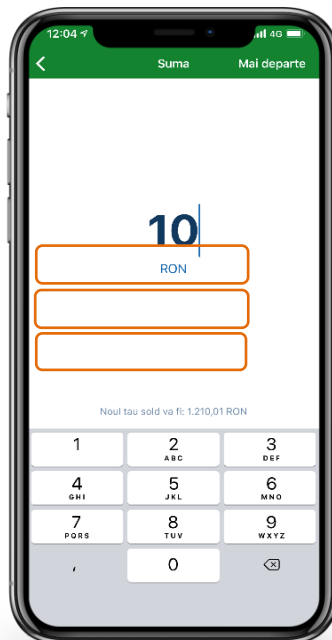 12:04 4G
Suma Mai departe
10
RON
Noul tau sold va fi: 1.210,01 RON
1 2 3
ABC DEF
4 5 6
GHI JKL MNO
7 8 9
PQRS TUV WXYZ
, 0